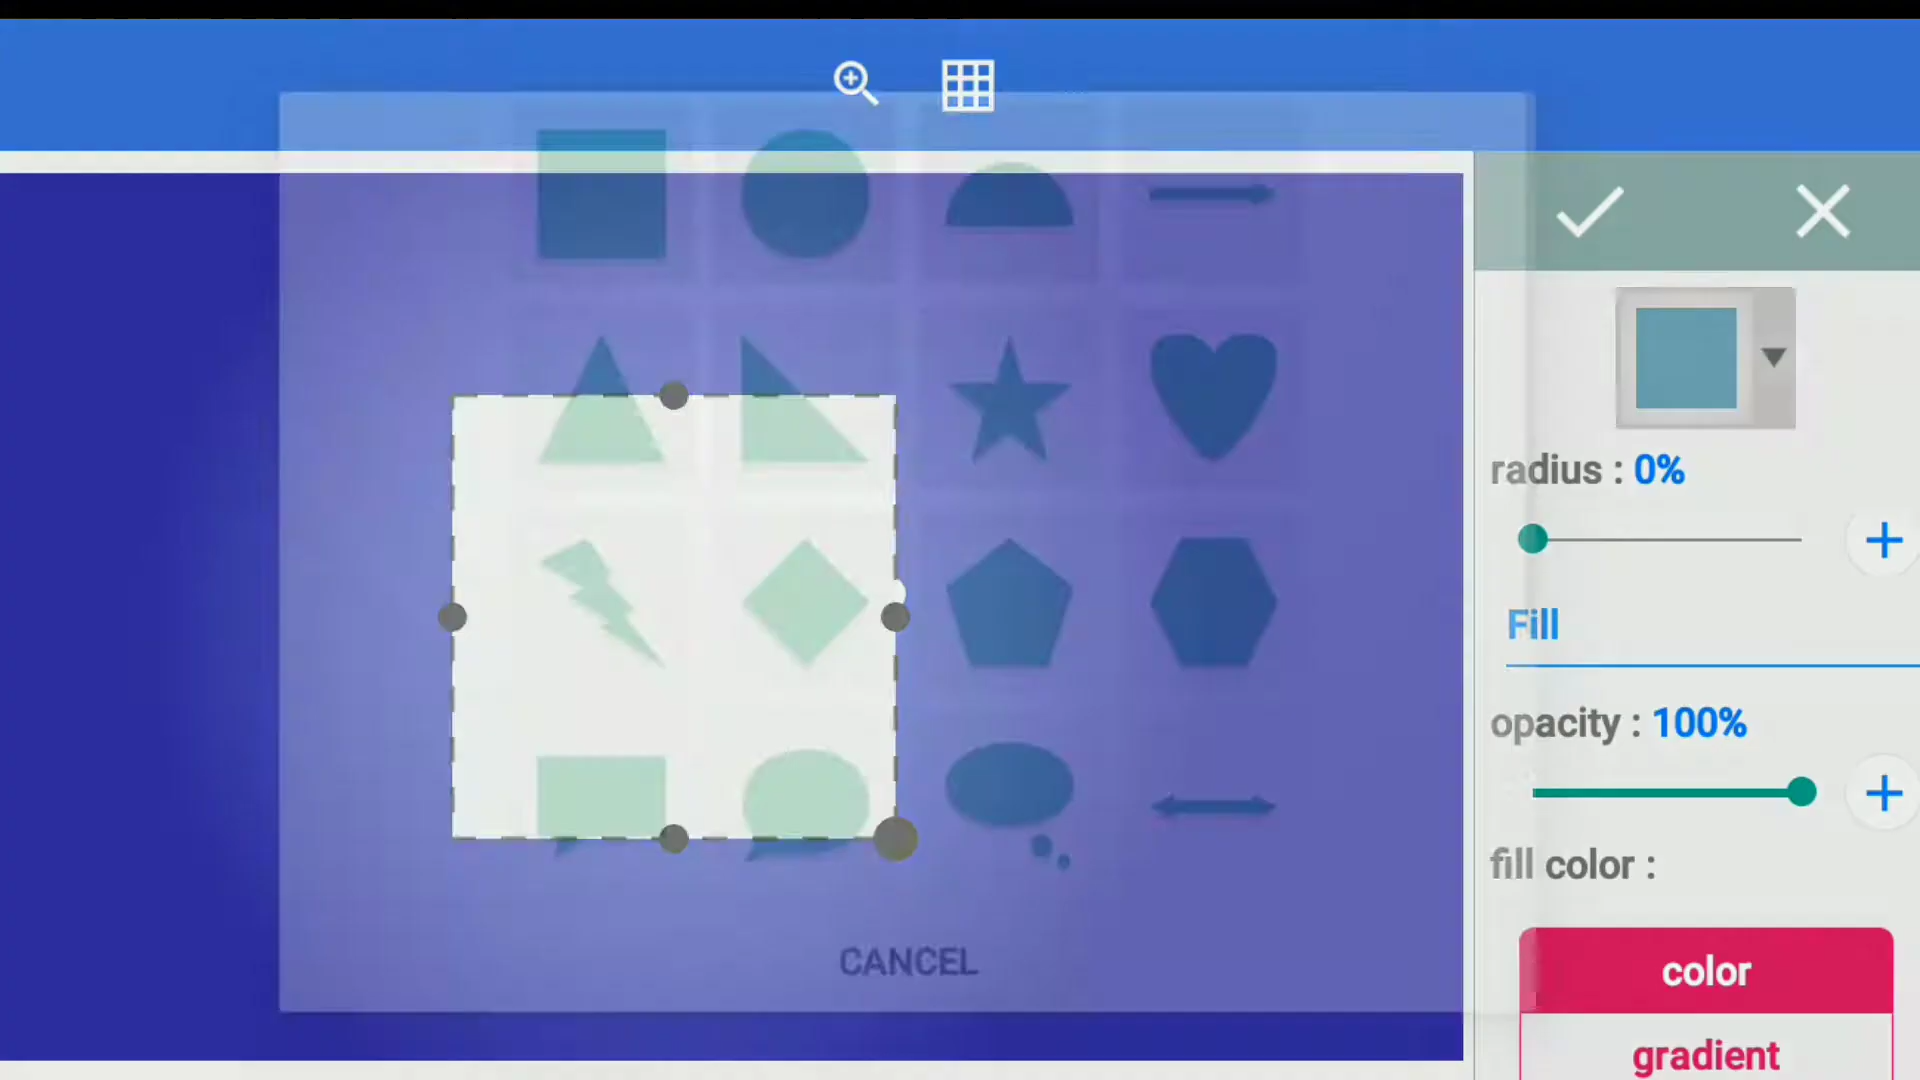 radius : 0%
Fill
opacity : 100%
fill color :
CANCEL
color
gradient